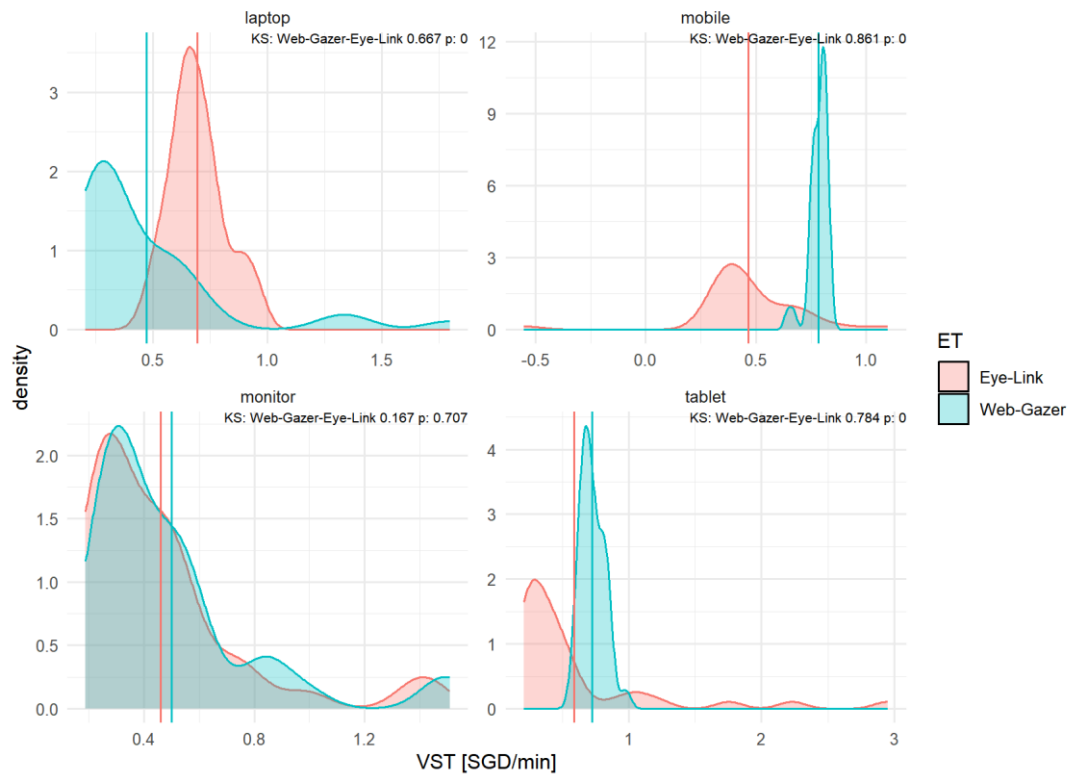 laptop
KS: Web-Gazer-Eye-Link 0.667 p: 0
3
2
1
0
0.5 1.0 1.5
mobile
KS: Web-Gazer-Eye-Link 0.861 p: 0
12
9
6
3
0
-0.5 0.0 0.5 1.0
density
monitor
KS: Web-Gazer-Eye-Link 0.167 p: 0.707
2.0
1.5
1.0
0.5
0.0
0.4 0.8 1.2
tablet
KS: Web-Gazer-Eye-Link 0.784 p: 0
4
3
2
1
0
1 2 3
VST [SGD/min]
ET
Eye-Link
Web-Gazer